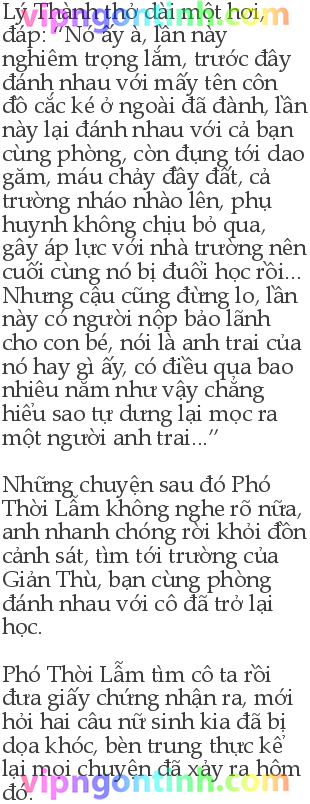 Lý Thành thở dài một hơi,
vipngontinh.com
đáp: “Nó ấy à, lần này
nghiêm trọng lắm, trước đây
đánh nhau với mấy tên côn
đồ cắc ké ở ngoài đã đành, lần
này lại đánh nhau với cả bạn
cùng phòng, còn đụng tới dao
găm, máu chảy đầy đất, cả
trường nháo nhào lên, phụ
huynh không chịu bỏ qua,
gây áp lực với nhà trường nên
cuối cùng nó bị đuổi học rồi...
Nhưng cậu cũng đừng lo, lần
này có người nộp bảo lãnh
cho con bé, nói là anh trai của
nó hay gì ấy, có điều qua bao
nhiêu năm như vậy chẳng
hiểu sao tự dưng lại mọc ra
một người anh trai...”
Những chuyện sau đó Phó
Thời Lẫm không nghe rõ nữa,
anh nhanh chóng rời khỏi đồn
cảnh sát, tìm tới trường của
Giản Thù, bạn cùng phòng
đánh nhau với cô đã trở lại
học.
Phó Thời Lẫm tìm cô ta rồi
đưa giấy chứng nhận ra, mới
hỏi hai câu nữ sinh kia đã bị
dọa khóc, bèn trung thực kể
lại mọi chuyện đã xảy ra hôm
vipngontinh.com
đó.